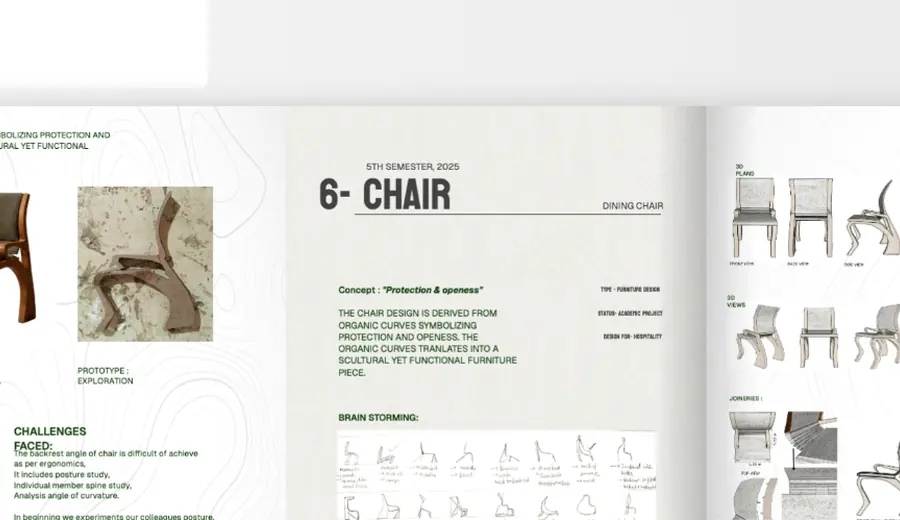 BOLIZING PROTECTION AND
URAL YET FUNCTIONAL
PROTOTYPE :
EXPLORATION
CHALLENGES
FACED:
The backrest angle of chair is difficult of achieve
as per ergonomics,
It includes posture study,
Individual member spine study,
Analysis angle of curvature.
In beginning we experiments our colleagues posture,
5TH SEMESTER, 2025
6- CHAIR
DINING CHAIR
Concept : "Protection & openess"
TYPE - FURNITURE DESIGN
STATUS- ACADEMIC PROJECT
DESIGN FOR- HOSPITALITY
THE CHAIR DESIGN IS DERIVED FROM
ORGANIC CURVES SYMBOLIZING
PROTECTION AND OPENESS. THE
ORGANIC CURVES TRANLATES INTO A
SCULTURAL YET FUNCTIONAL FURNITURE
PIECE.
BRAIN STORMING:
3D
PLANS
FRONT VIEW
BACK VIEW
SIDE VIEW
3D
VIEWS
JOINERIES :
TOP VIEW